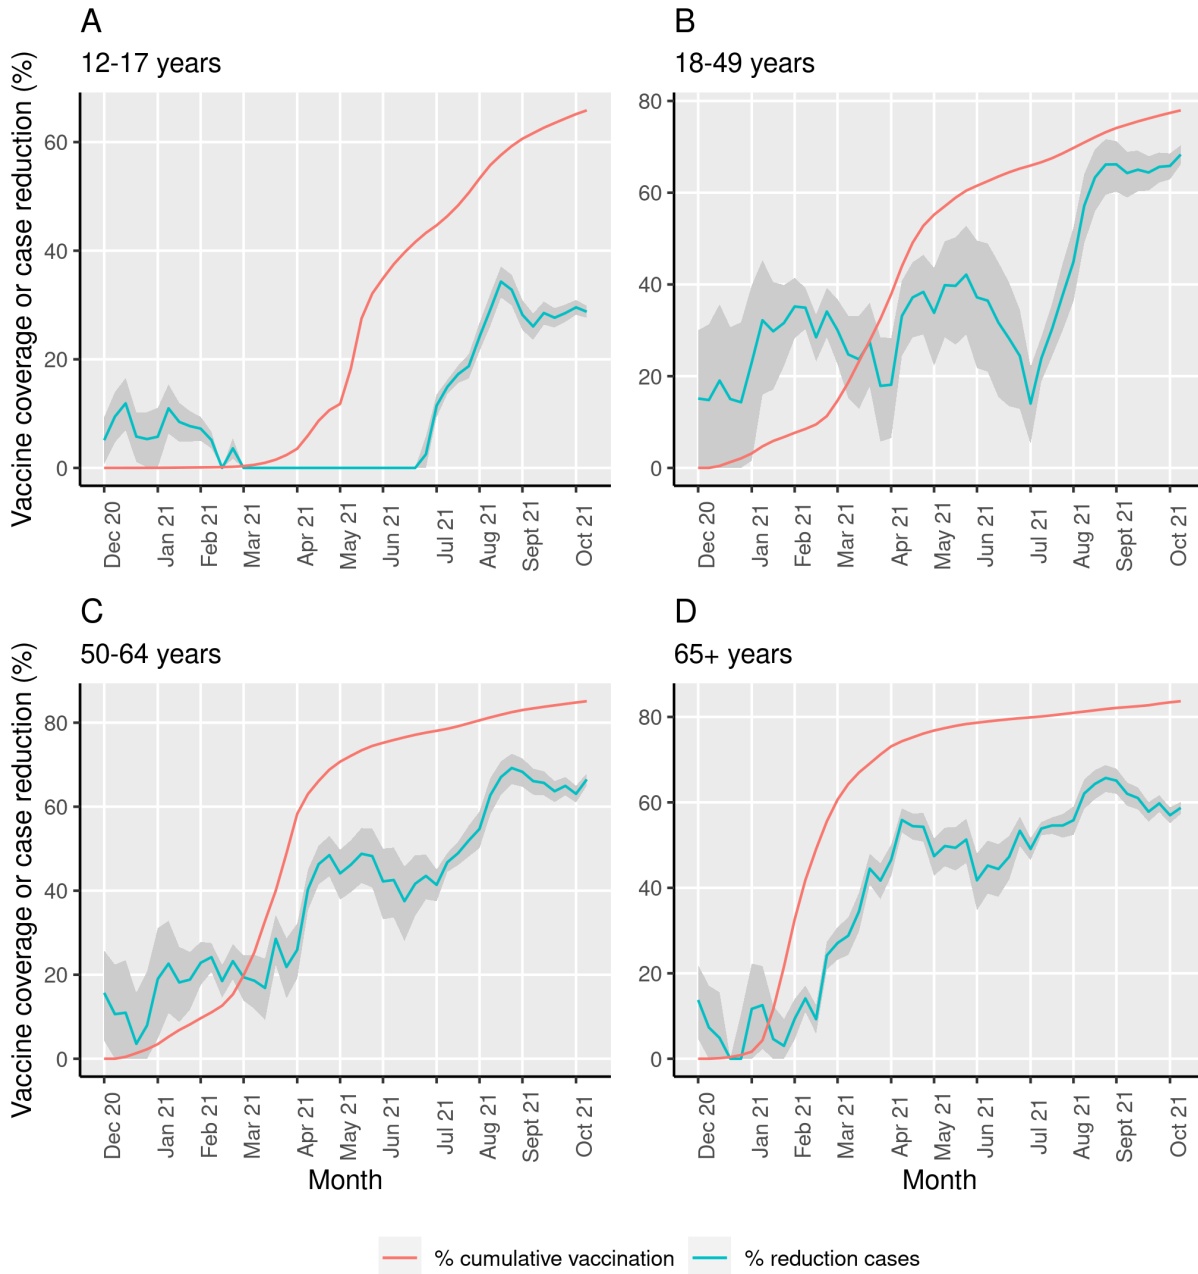 A
12-17 years
B
18-49 years
Vaccine coverage or case reduction (%)
60
40
20
0
80
60
40
20
0
Dec 20
Jan 21
Feb 21
Mar 21
Apr 21
May 21
Jun 21
Jul 21
Aug 21
Sept 21
Oct 21
Dec 20
Jan 21
Feb 21
Mar 21
Apr 21
May 21
Jun 21
Jul 21
Aug 21
Sept 21
Oct 21
C
50-64 years
D
65+ years
Vaccine coverage or case reduction (%)
80
60
40
20
0
80
60
40
20
0
Dec 20
Jan 21
Feb 21
Mar 21
Apr 21
May 21
Jun 21
Jul 21
Aug 21
Sept 21
Oct 21
Dec 20
Jan 21
Feb 21
Mar 21
Apr 21
May 21
Jun 21
Jul 21
Aug 21
Sept 21
Oct 21
Month
Month
% cumulative vaccination
% reduction cases